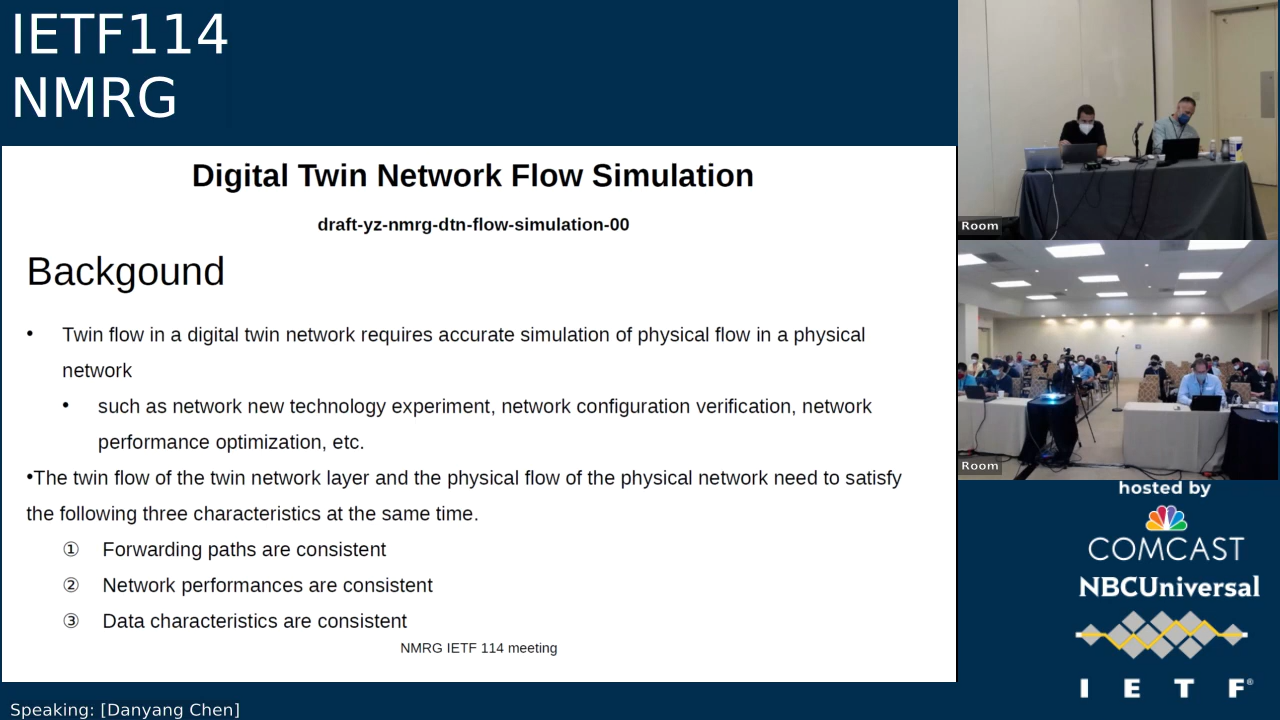 IETF114
NMRG
Digital Twin Network Flow Simulation
draft-yz-nmrg-dtn-flow-simulation-00
Backgound
• Twin flow in a digital twin network requires accurate simulation of physical flow in a physical
network
• such as network new technology experiment, network configuration verification, network
performance optimization, etc.
•The twin flow of the twin network layer and the physical flow of the physical network need to satisfy
the following three characteristics at the same time.
① Forwarding paths are consistent
② Network performances are consistent
③ Data characteristics are consistent
NMRG IETF 114 meeting
Speaking: [Danyang Chen]
Room
Room
hosted by
COMCAST
NBCUniversal
I E T F®